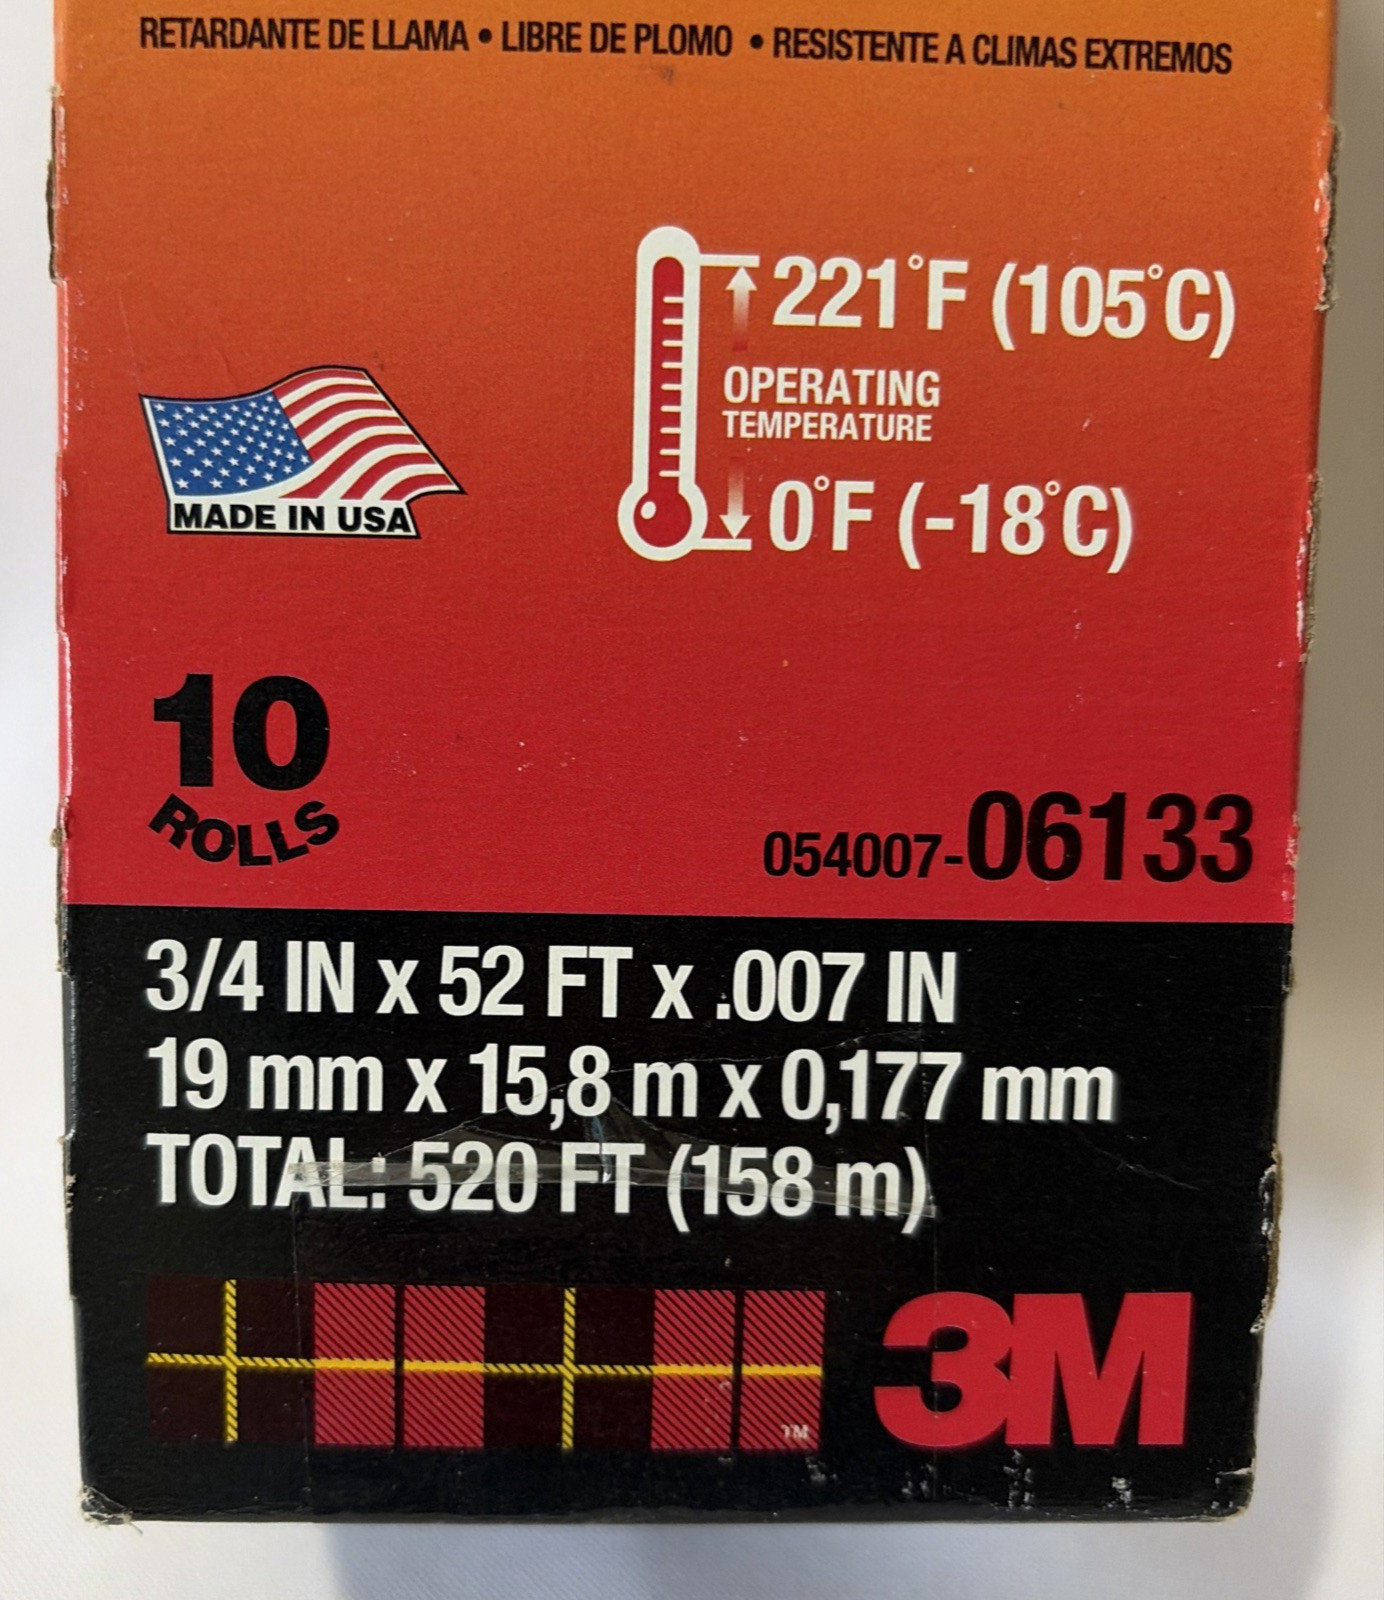 RETARDANTE DE LLAMA • LIBRE DE PLOMO • RESISTENTE A CLIMAS EXTREMOS
221°F (105°C)
OPERATING
TEMPERATURE
0°F (-18°C)
MADE IN USA
10
ROLLS
054007-06133
3/4 IN x 52 FT x .007 IN
19 mm x 15,8 m x 0,177 mm
TOTAL: 520 FT (158 m)
TM
3M